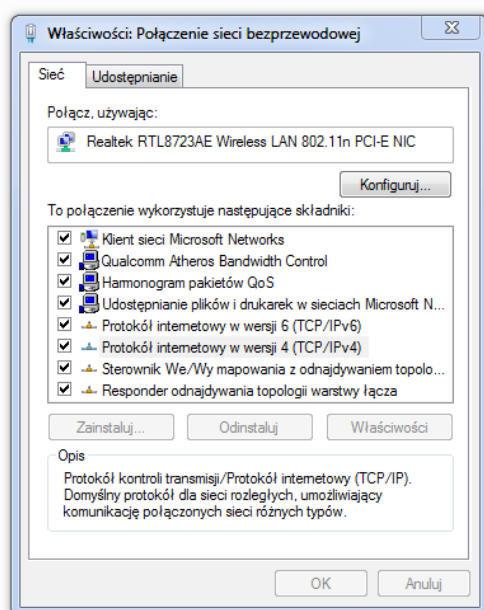 Właściwości: Połączenie sieci bezprzewodowej
Sieć
Udostępnianie
Połącz, używając:
Realtek RTL8723AE Wireless LAN 802.11n PCI-E NIC
Konfiguruj...
To połączenie wykorzystuje następujące składniki:
Klient sieci Microsoft Networks
Qualcomm Atheros Bandwidth Control
Harmonogram pakietów QoS
Udostępnianie plików i drukarek w sieciach Microsoft N...
Protokół internetowy w wersji 6 (TCP/IPv6)
Protokół internetowy w wersji 4 (TCP/IPv4)
Sterownik We/Wy mapowania z odnajdywaniem topolo...
Responder odnajdywania topologii warstwy łącza
Zainstaluj...
Odinstaluj
Właściwości
Opis
Protokół kontroli transmisji/Protokół internetowy (TCP/IP).
Domyślny protokół dla sieci rozległych, umożliwiający
komunikację połączonych sieci różnych typów.
OK
Anuluj